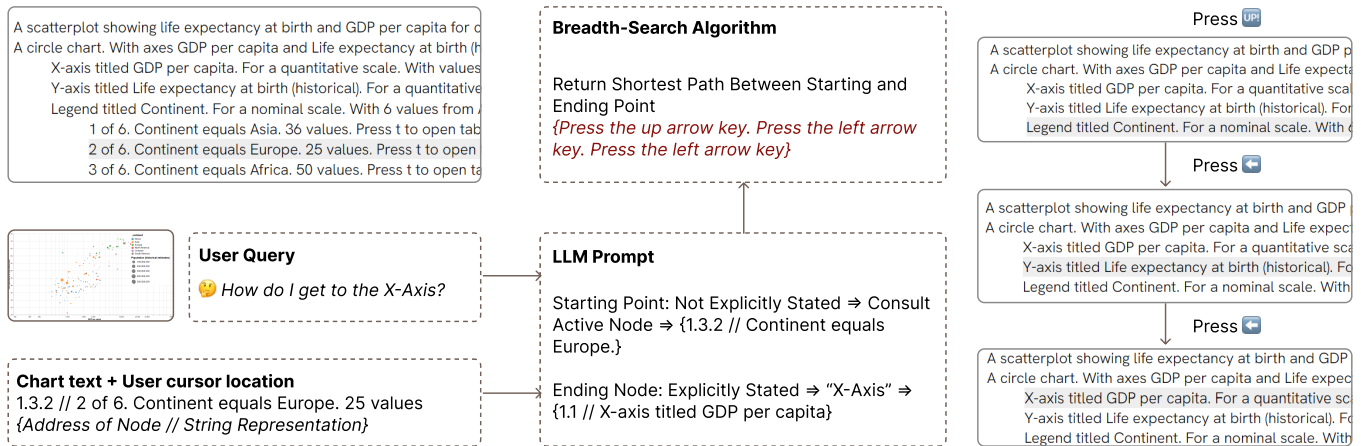 A scatterplot showing life expectancy at birth and GDP per capita for
A circle chart. With axes GDP per capita and Life expectancy at birth
X-axis titled GDP per capita. For a quantitative scale. With values
Y-axis titled Life expectancy at birth (historical). For a quantitative
Legend titled Continent. For a nominal scale. With 6 values from
1 of 6. Continent equals Asia. 36 values. Press t to open
2 of 6. Continent equals Europe. 25 values. Press t to open
3 of 6. Continent equals Africa. 50 values. Press t to open
User Query
How do I get to the X-Axis?
Chart text + User cursor location
1.3.2 // 2 of 6. Continent equals Europe. 25 values
{Address of Node // String Representation}
Breadth-Search Algorithm
Return Shortest Path Between Starting and
Ending Point
{Press the up arrow key. Press the left arrow
key. Press the left arrow key}
LLM Prompt
Starting Point: Not Explicitly Stated ⇒ Consult
Active Node ⇒ {1.3.2 // Continent equals
Europe.}
Ending Node: Explicitly Stated ⇒ “X-Axis” ⇒
{1.1 // X-axis titled GDP per capita}
Press UP!
A scatterplot showing life expectancy at birth and GDP
A circle chart. With axes GDP per capita and Life
X-axis titled GDP per capita. For a quantitative
Y-axis titled Life expectancy at birth (historical).
Legend titled Continent. For a nominal scale. With
Press ⬅
A scatterplot showing life expectancy at birth and GDP
A circle chart. With axes GDP per capita and Life
X-axis titled GDP per capita. For a quantitative
Y-axis titled Life expectancy at birth (historical).
Legend titled Continent. For a nominal scale. With
Press ⬅
A scatterplot showing life expectancy at birth and GDP
A circle chart. With axes GDP per capita and Life
X-axis titled GDP per capita. For a quantitative
Y-axis titled Life expectancy at birth (historical).
Legend titled Continent. For a nominal scale. With